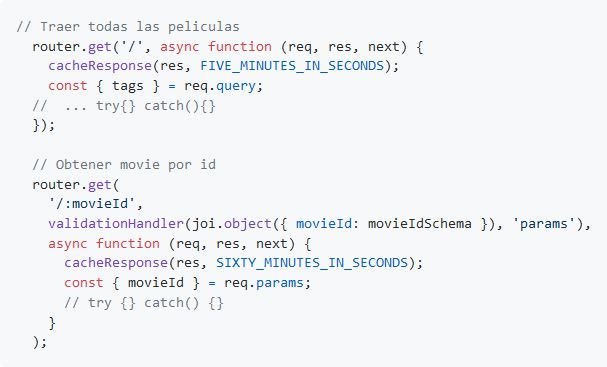 // Traer todas las peliculas
  router.get('/', async function (req, res, next) {
    cacheResponse(res, FIVE_MINUTES_IN_SECONDS);
    const { tags } = req.query;
  //  ... try{} catch(){}
  });

  // Obtener movie por id
  router.get(
    '/:movieId',
    validationHandler(joi.object({ movieId: movieIdSchema }), 'params'),
    async function (req, res, next) {
      cacheResponse(res, SIXTY_MINUTES_IN_SECONDS);
      const { movieId } = req.params;
      // try {} catch() {}
    }
  );